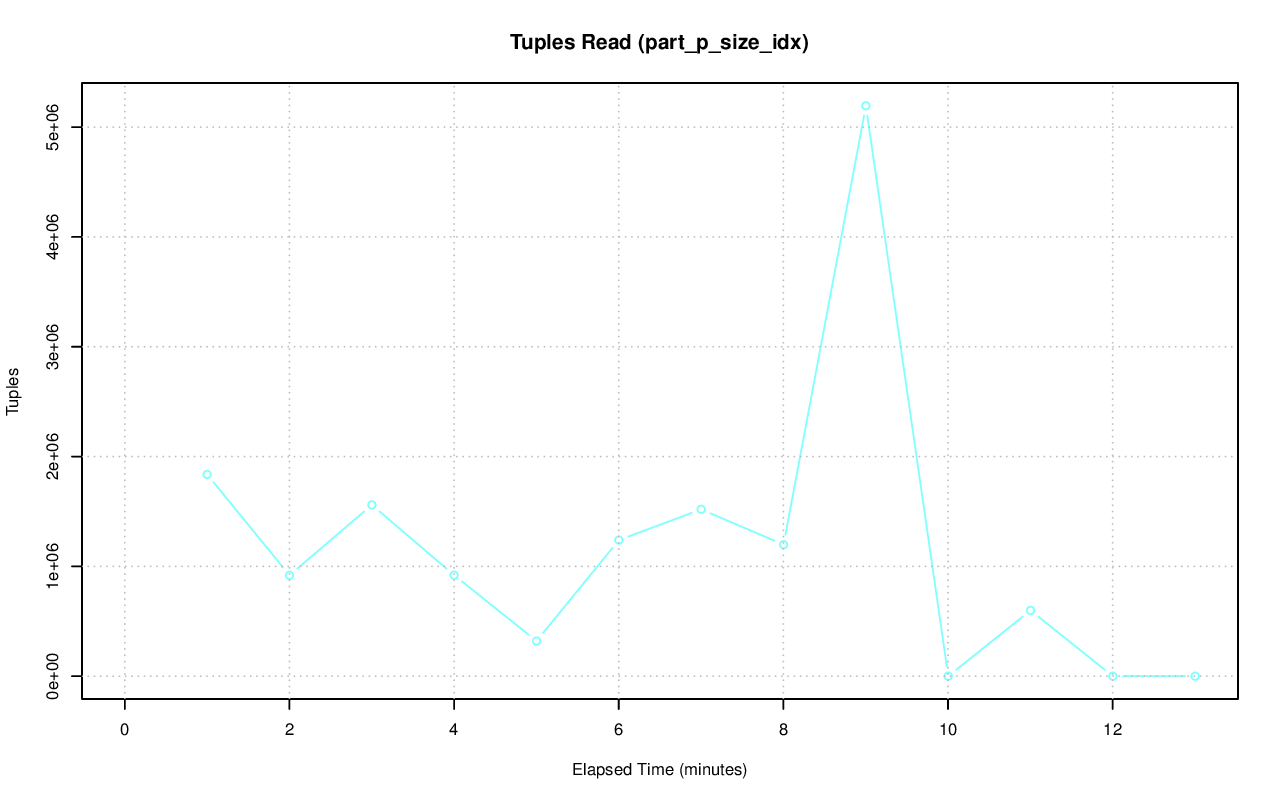 Tuples Read (part_p_size_idx)
5e+06
4e+06
3e+06
2e+06
1e+06
0e+00
Tuples
0 2 4 6 8 10 12
Elapsed Time (minutes)